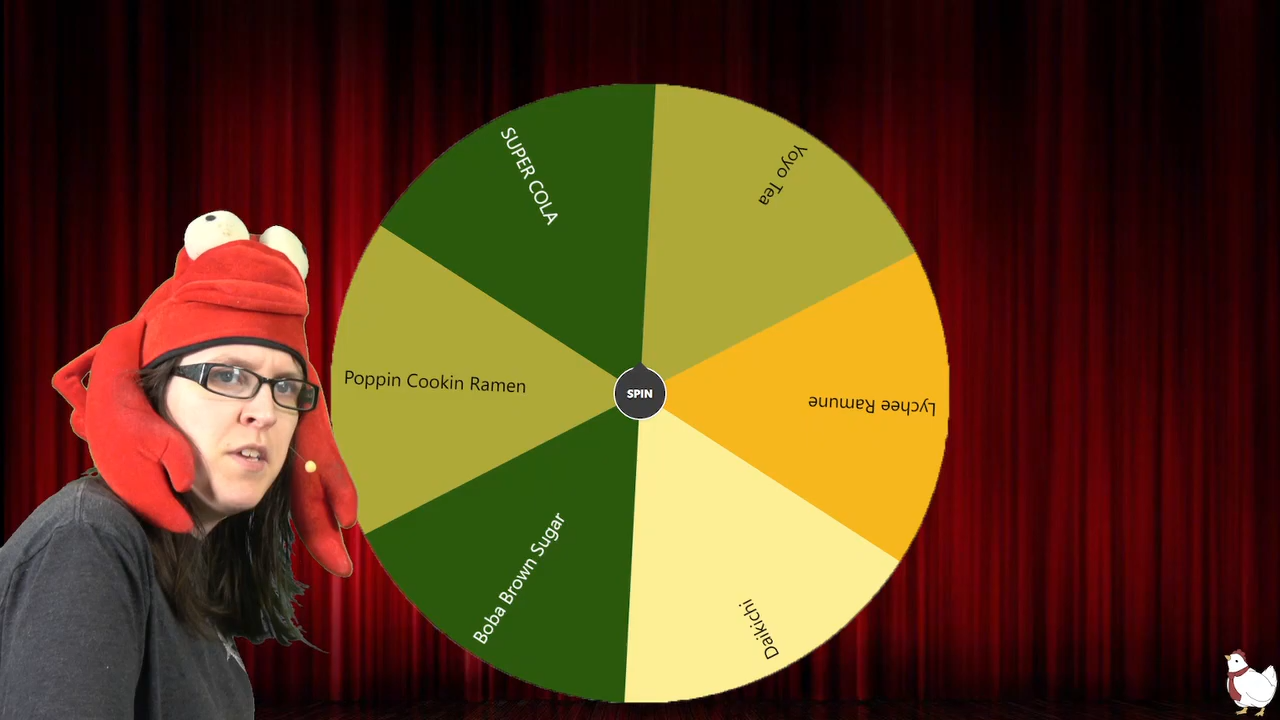 SUPER COLA
Yoyo Tea
Poppin Cookin Ramen
SPIN
Lychee Ramune
Boba Brown Sugar
Daikichi